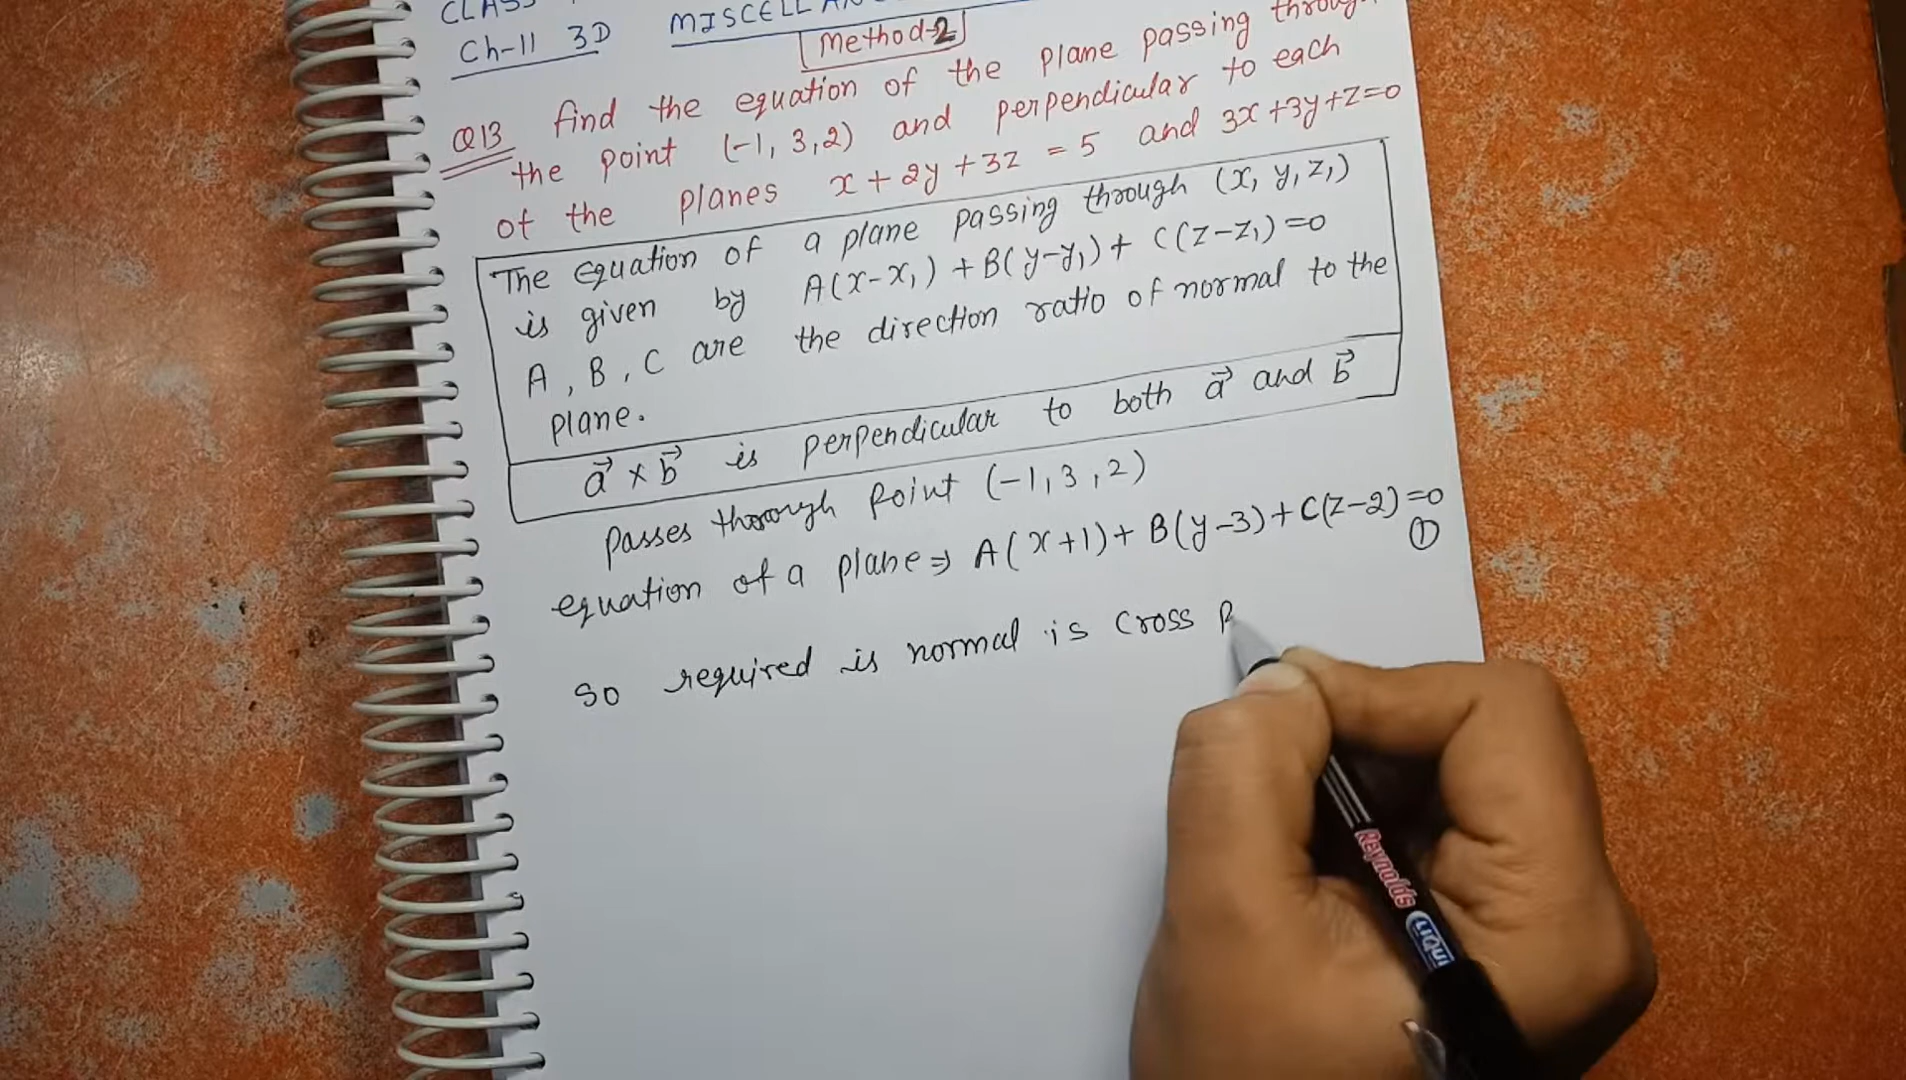 CLASS
Ch-11 3D
Method-2
Q13 find the equation of the plane passing through
the point (-1, 3, 2) and perpendicular to each
of the planes x + 2y + 3z = 5 and 3x+3y+z=0
The equation of a plane passing through (x, y, z₁)
is given by A(x-x₁) + B(y-y₁) + C(z-z₁)=0
A, B, C are the direction ratio of normal to the
plane.
a⃗ × b⃗ is perpendicular to both a⃗ and b⃗
Passes through Point (-1, 3, 2)
equation of a plane ⇒ A(x+1) + B(y-3) + C(z-2)=0
①
so required is normal is cross P
Reynolds
LIQUI